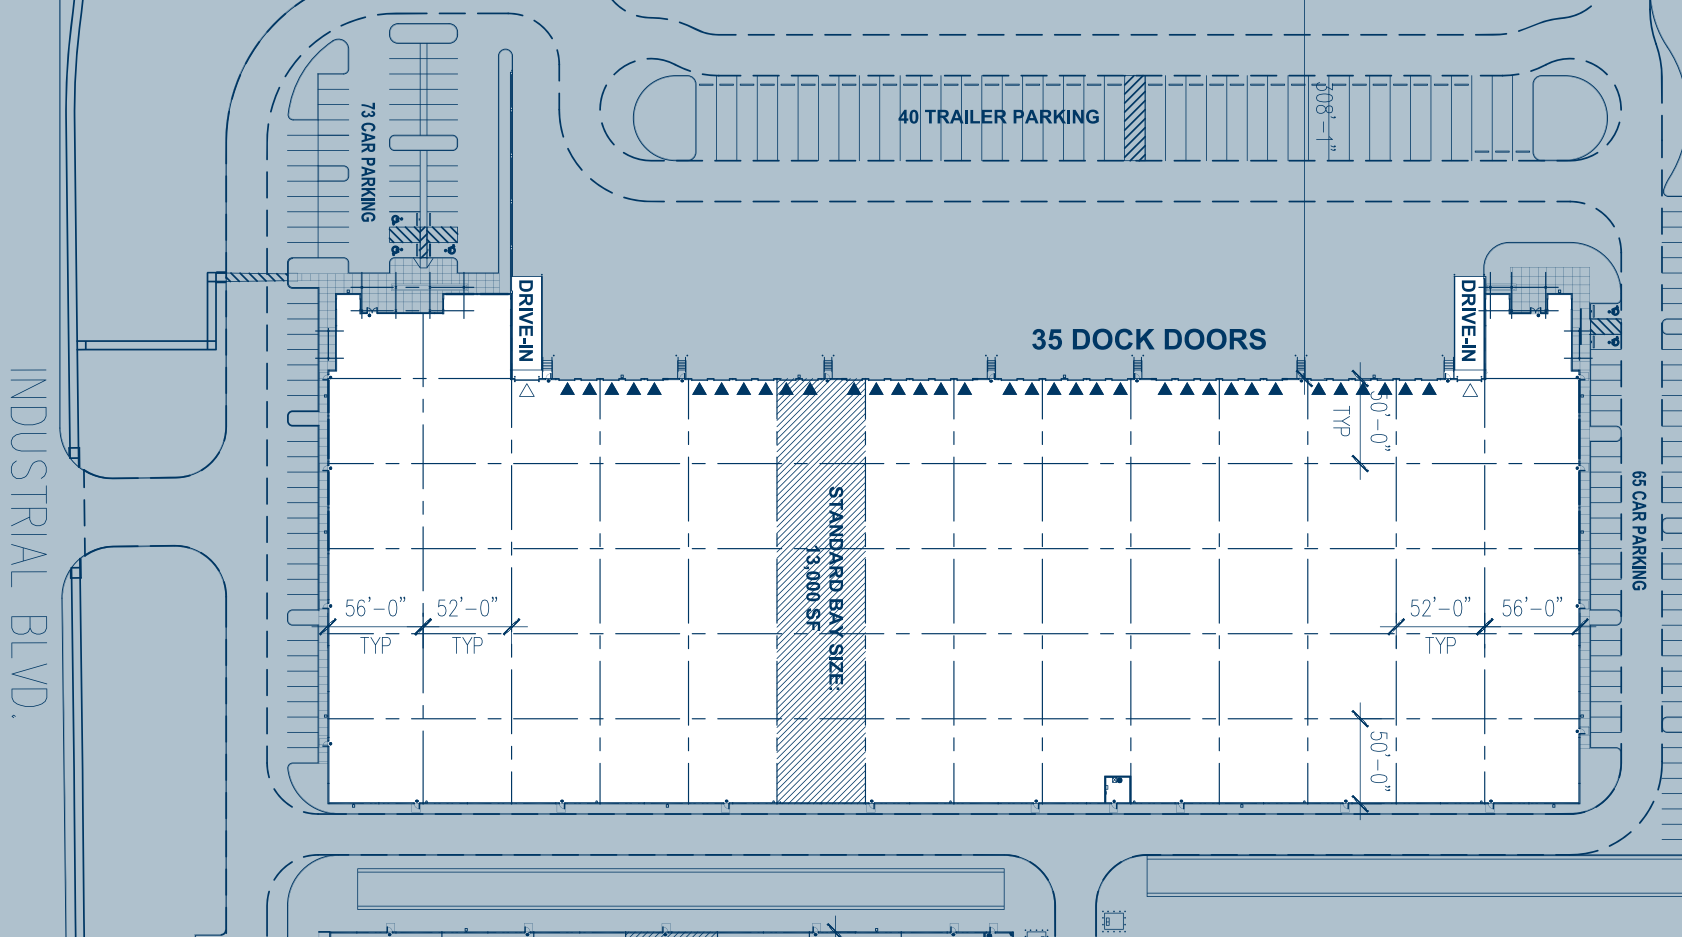 73 CAR PARKING
40 TRAILER PARKING
308'-1"
DRIVE-IN
35 DOCK DOORS
DRIVE-IN
50'-0"
TYP
INDUSTRIAL BLVD.
STANDARD BAY SIZE:
13,000 SF
65 CAR PARKING
56'-0"
52'-0"
TYP
TYP
52'-0"
56'-0"
TYP
50'-0"